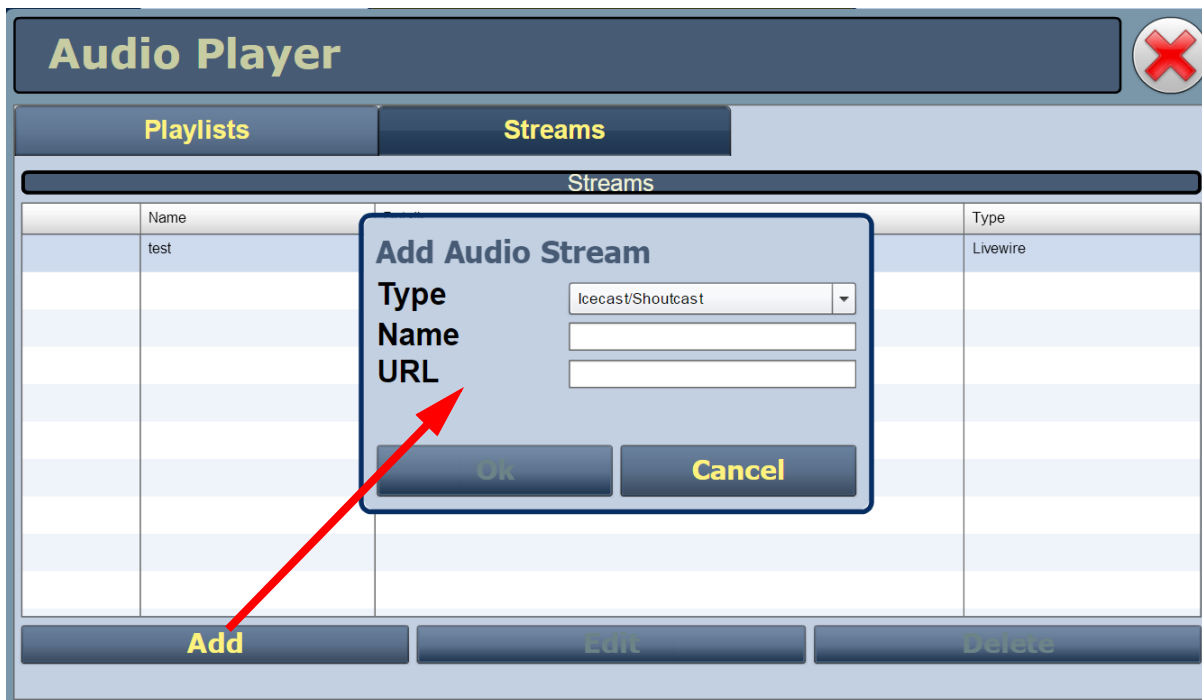 Audio Player
Playlists Streams
Streams
Name Type
test Livewire
Add Audio Stream
Type Icecast/Shoutcast
Name
URL
Ok Cancel
Add Edit Delete